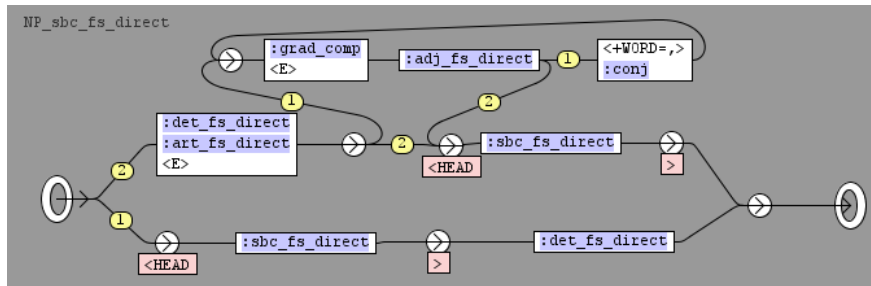 NP_sbc_fs_direct
:grad_comp
<E>
:adj_fs_direct
1
<+WORD=,>
:conj
1
2
:det_fs_direct
:art_fs_direct
<E>
2
:sbc_fs_direct
<HEAD
>
2
1
:sbc_fs_direct
:det_fs_direct
<HEAD
>